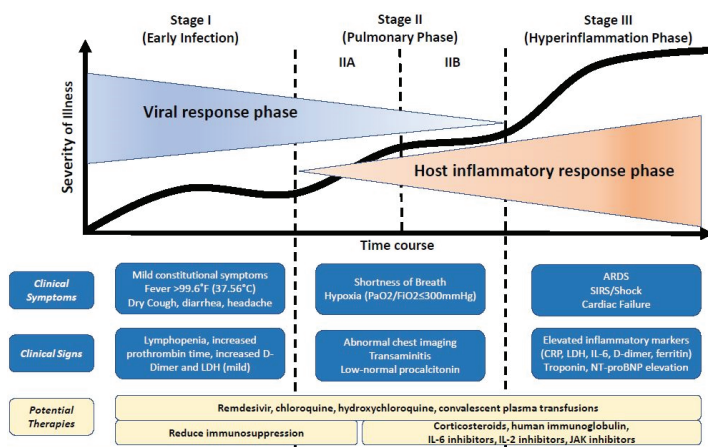 Stage I
(Early Infection)
Stage II
(Pulmonary Phase)
Stage III
(Hyperinflammation Phase)
IIA
IIB
Severity of Illness
Viral response phase
Host inflammatory response phase
Time course
Clinical
Symptoms
Mild constitutional symptoms
Fever >99.6°F (37.56°C)
Dry Cough, diarrhea, headache
Shortness of Breath
Hypoxia (PaO2/FiO2≤300mmHg)
ARDS
SIRS/Shock
Cardiac Failure
Clinical Signs
Lymphopenia, increased
prothrombin time, increased D-
Dimer and LDH (mild)
Abnormal chest imaging
Transaminitis
Low-normal procalcitonin
Elevated inflammatory markers
(CRP, LDH, IL-6, D-dimer, ferritin)
Troponin, NT-proBNP elevation
Potential
Therapies
Remdesivir, chloroquine, hydroxychloroquine, convalescent plasma transfusions
Reduce immunosuppression
Corticosteroids, human immunoglobulin,
IL-6 inhibitors, IL-2 inhibitors, JAK inhibitors